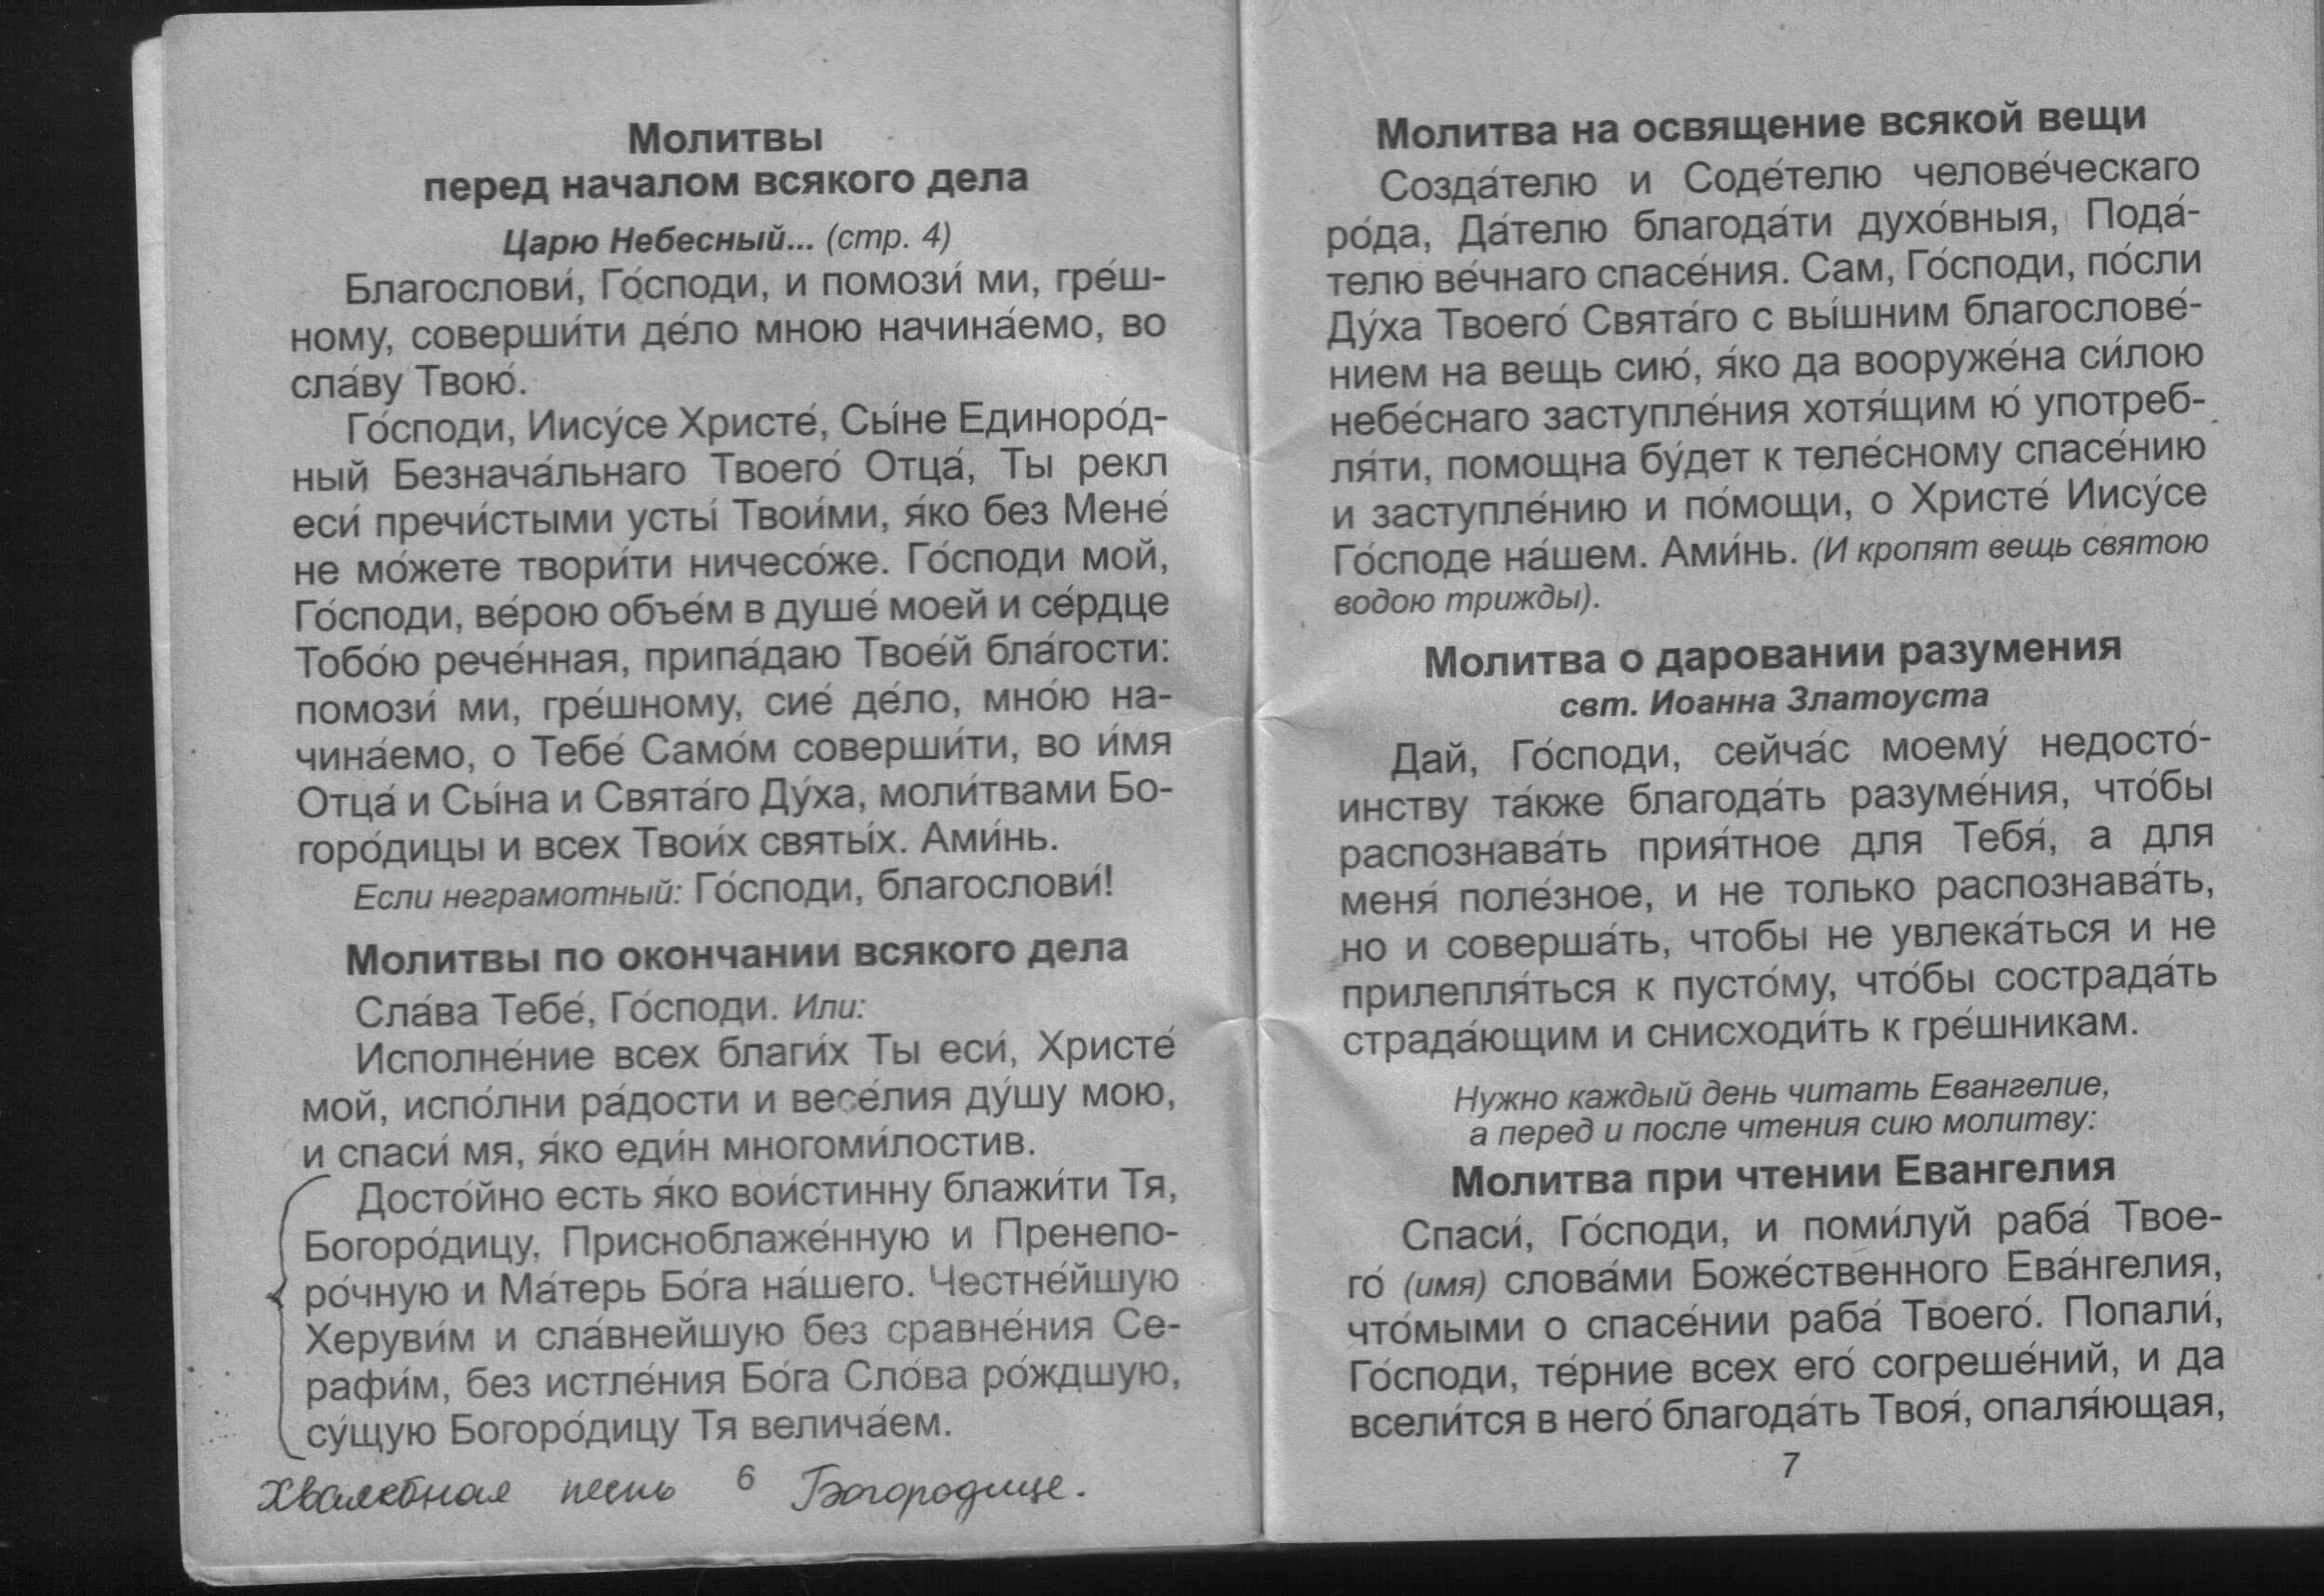 Молитвы
перед началом всякого дела
Царю Небесный... (стр. 4)
Благослови́, Го́споди, и помози́ ми, гре́ш-
ному, соверши́ти де́ло мною начина́емо, во
сла́ву Твою́.
Го́споди, Иису́се Христе́, Сы́не Единоро́д-
ный Безнача́льнаго Твоего́ Отца́, Ты рекл
еси́ пречи́стыми усты́ Твои́ми, я́ко без Мене́
не мо́жете твори́ти ничесо́же. Го́споди мой,
Го́споди, ве́рою объе́м в душе́ моей и се́рдце
Тобо́ю рече́нная, припа́даю Твое́й бла́гости:
помози́ ми, гре́шному, сие́ де́ло, мно́ю на-
чина́емо, о Тебе́ Само́м соверши́ти, во и́мя
Отца́ и Сы́на и Свята́го Ду́ха, моли́твами Бо-
горо́дицы и всех Твои́х святы́х. Ами́нь.
Если неграмотный: Го́споди, благослови́!
Молитвы по окончании всякого дела
Сла́ва Тебе́, Го́споди. Или:
Исполне́ние всех благи́х Ты еси́, Христе́
мой, испо́лни ра́дости и весе́лия ду́шу мою,
и спаси́ мя, я́ко еди́н многоми́лостив.
Досто́йно есть я́ко вои́стинну блажи́ти Тя,
Богоро́дицу, Присноблаже́нную и Пренепо-
ро́чную и Ма́терь Бо́га на́шего. Честне́йшую
Херуви́м и сла́внейшую без сравне́ния Се-
рафи́м, без истле́ния Бо́га Сло́ва ро́ждшую,
су́щую Богоро́дицу Тя велича́ем.
Хвалебная песнь 6 Богородице.
Молитва на освящение всякой вещи
Созда́телю и Соде́телю челове́ческаго
ро́да, Да́телю благода́ти духо́вныя, Пода́-
телю ве́чнаго спасе́ния. Сам, Го́споди, по́сли
Ду́ха Твоего́ Свята́го с вы́шним благослове́-
нием на вещь сию́, я́ко да вооруже́на си́лою
небе́снаго заступле́ния хотя́щим ю́ употреб-
ля́ти, помощна бу́дет к теле́сному спасе́нию
и заступле́нию и по́мощи, о Христе́ Иису́се
Го́споде на́шем. Ами́нь. (И кропят вещь святою
водою трижды).
Молитва о даровании разумения
свт. Иоанна Златоуста
Дай, Го́споди, сейча́с моему́ недосто́-
инству та́кже благода́ть разуме́ния, что́бы
распознава́ть прия́тное для Тебя́, а для
меня́ поле́зное, и не только распознава́ть,
но и соверша́ть, чтобы не увлека́ться и не
прилепля́ться к пусто́му, что́бы сострада́ть
страда́ющим и снисходи́ть к гре́шникам.
Нужно каждый день читать Евангелие,
а перед и после чтения сию молитву:
Молитва при чтении Евангелия
Спаси́, Го́споди, и поми́луй раба́ Твое-
го́ (имя) слова́ми Боже́ственного Ева́нгелия,
что́мыми о спасе́нии раба́ Твоего́. Попали́,
Го́споди, те́рние всех его́ согреше́ний, и да
всели́тся в него́ благода́ть Твоя́, опаля́ющая,
7